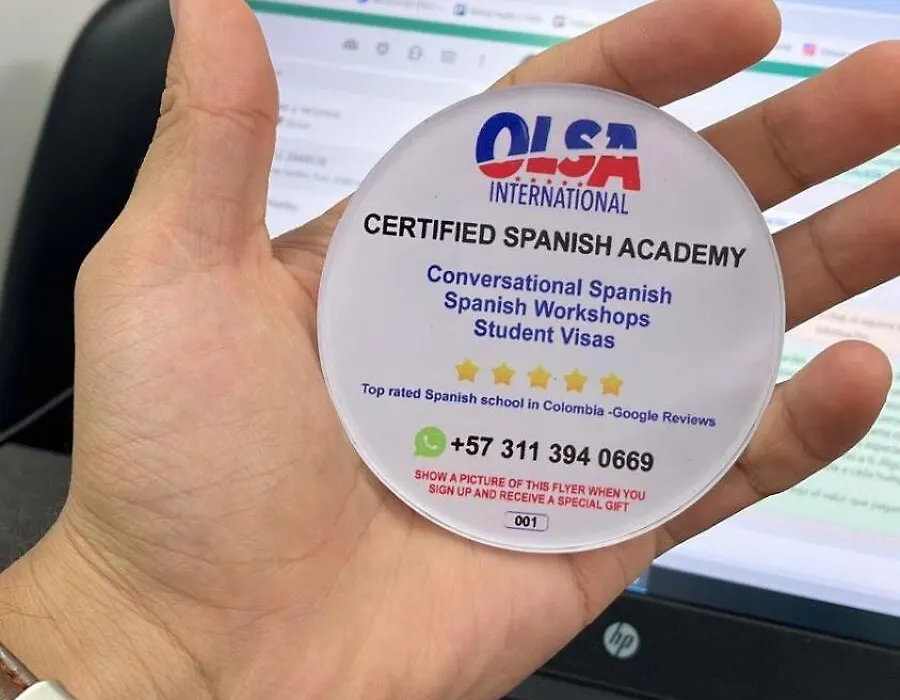 OLSA
INTERNATIONAL
CERTIFIED SPANISH ACADEMY
Conversational Spanish
Spanish Workshops
Student Visas
Top rated Spanish school in Colombia -Google Reviews
+57 311 394 0669
SHOW A PICTURE OF THIS FLYER WHEN YOU
SIGN UP AND RECEIVE A SPECIAL GIFT
001
hp